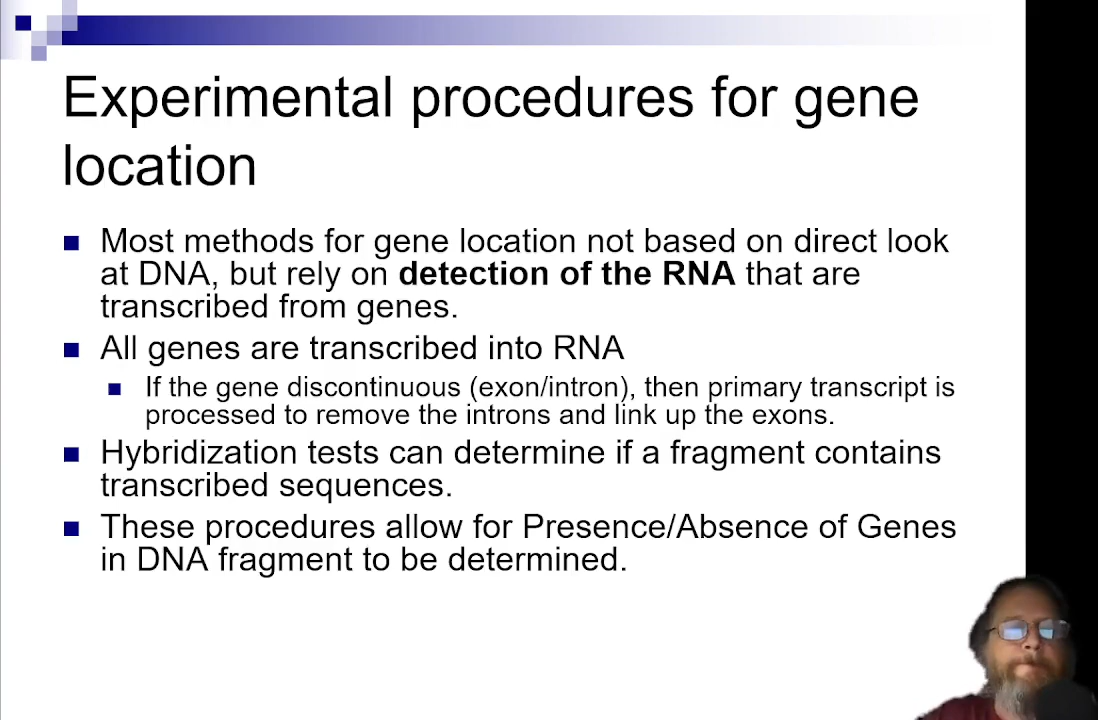 Experimental procedures for gene
location
Most methods for gene location not based on direct look
at DNA, but rely on detection of the RNA that are
transcribed from genes.
All genes are transcribed into RNA
If the gene discontinuous (exon/intron), then primary transcript is
processed to remove the introns and link up the exons.
Hybridization tests can determine if a fragment contains
transcribed sequences.
These procedures allow for Presence/Absence of Genes
in DNA fragment to be determined.